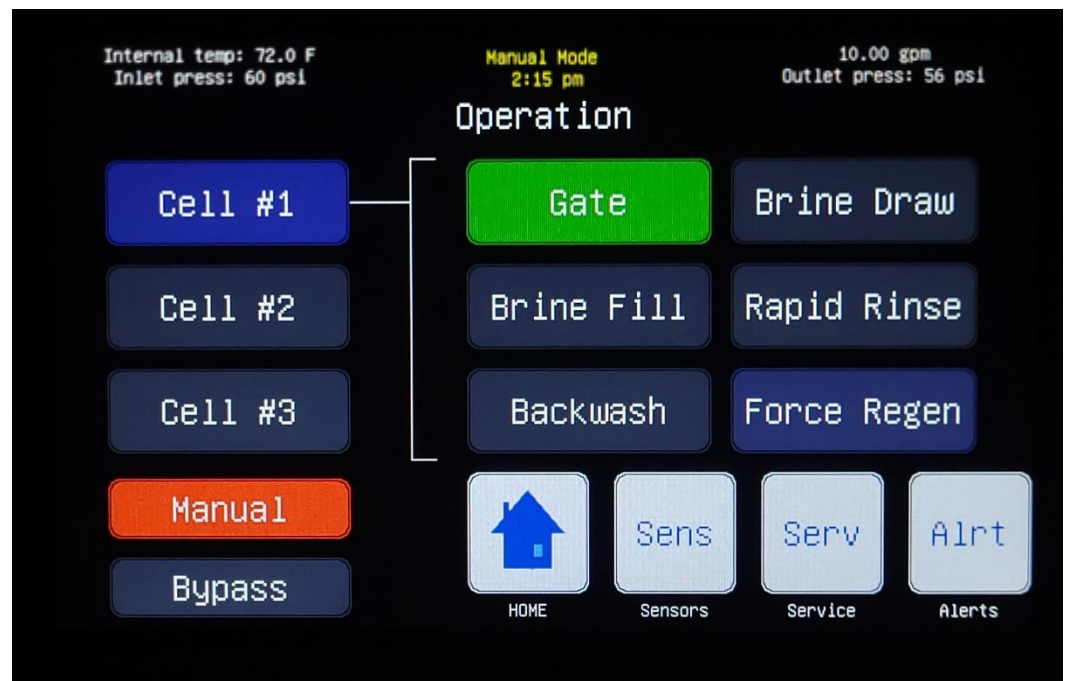 Internal temp: 72.0 F
Inlet press: 60 psi
Manual Mode
2:15 pm
10.00 gpm
Outlet press: 56 psi
Operation
Cell #1
Gate
Brine Draw
Cell #2
Brine Fill
Rapid Rinse
Cell #3
Backwash
Force Regen
Manual
Bypass
Sens
Serv
Alrt
HOME
Sensors
Service
Alerts